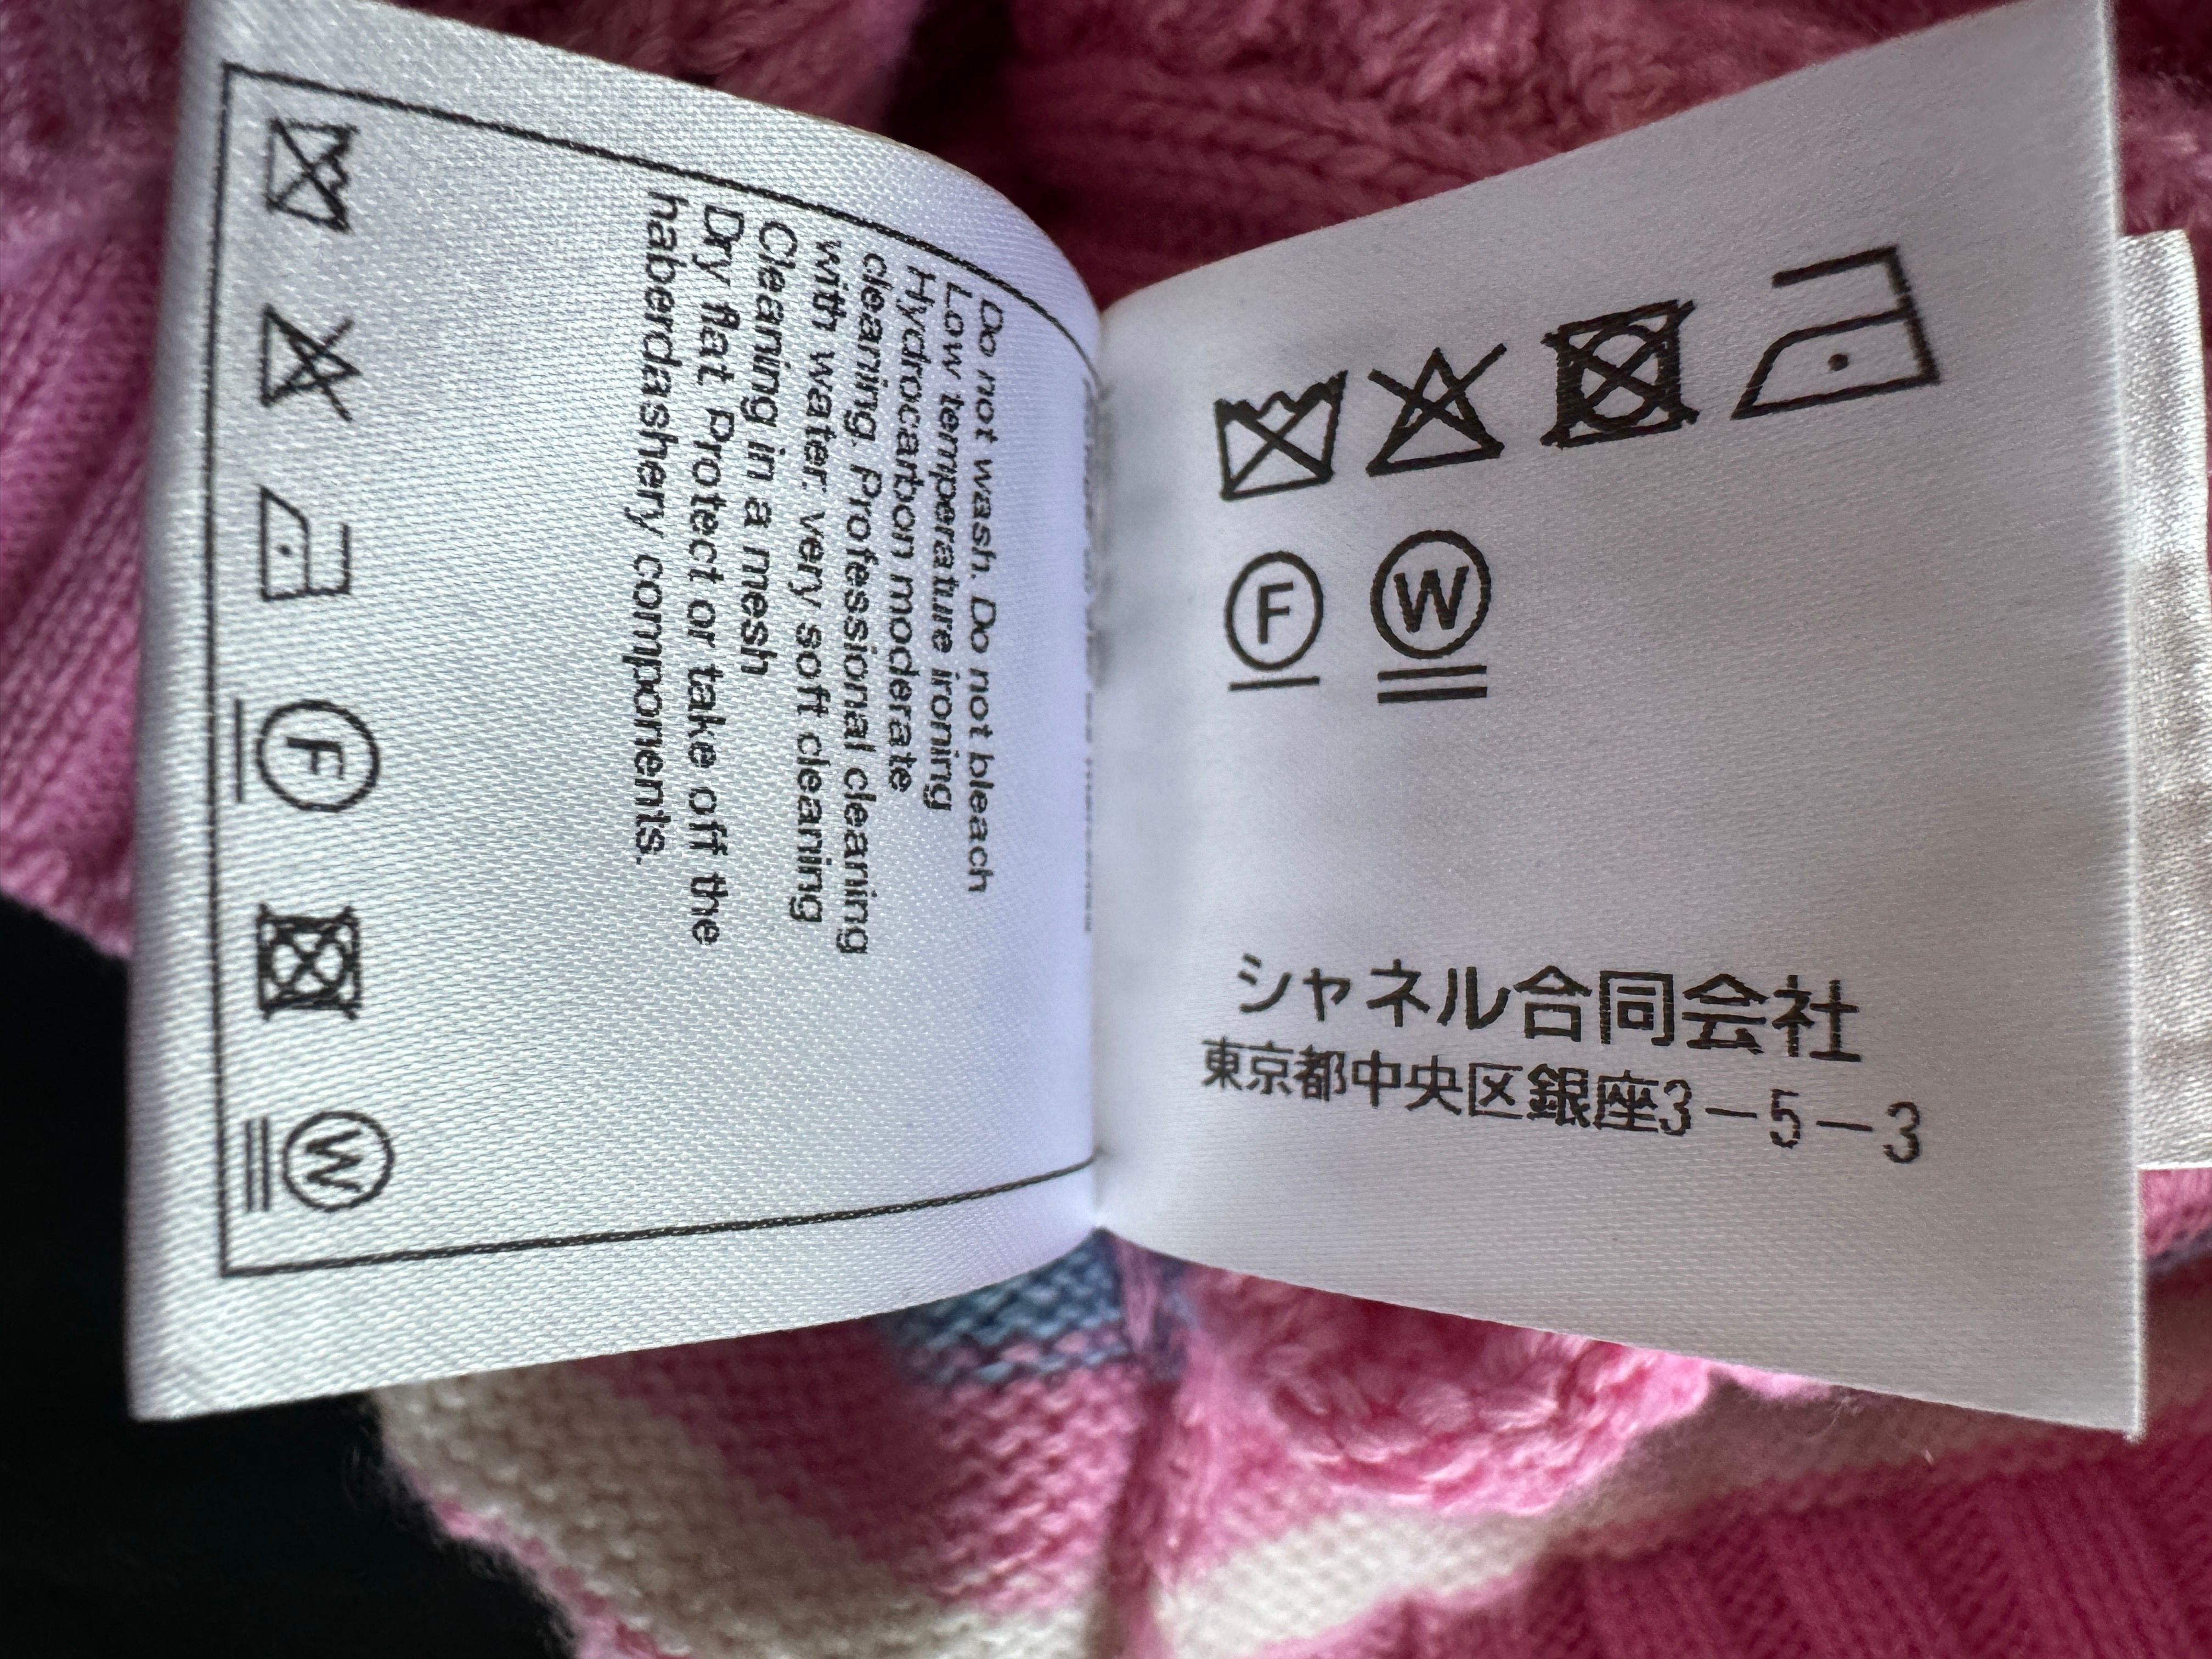 Do not wash. Do not bleach
Low temperature ironing
Hydrocarbon moderate
cleaning. Professional cleaning
with water, very soft cleaning
Cleaning in a mesh
Dry flat Protect or take off the
haberdashery components.
F
W
F
W
シャネル合同会社
東京都中央区銀座3-5-3